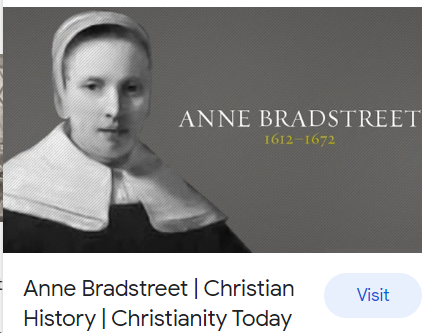 ANNE BRADSTREET
1612–1672
Anne Bradstreet | Christian
History | Christianity Today
Visit